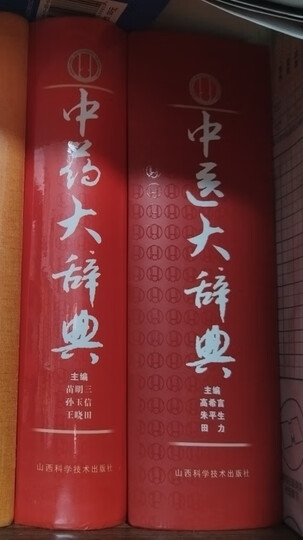 中药大辞典
主编
苗明三
孙玉信
王晓田
山西科学技术出版社
中医大辞典
主编
高希言
朱平生
田力
山西科学技术出版社